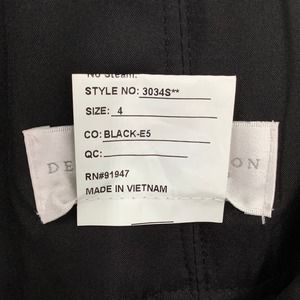 No Steam.
STYLE NO: 3034S**
SIZE: 4
CO: BLACK-E5
QC:
RN#91947
MADE IN VIETNAM